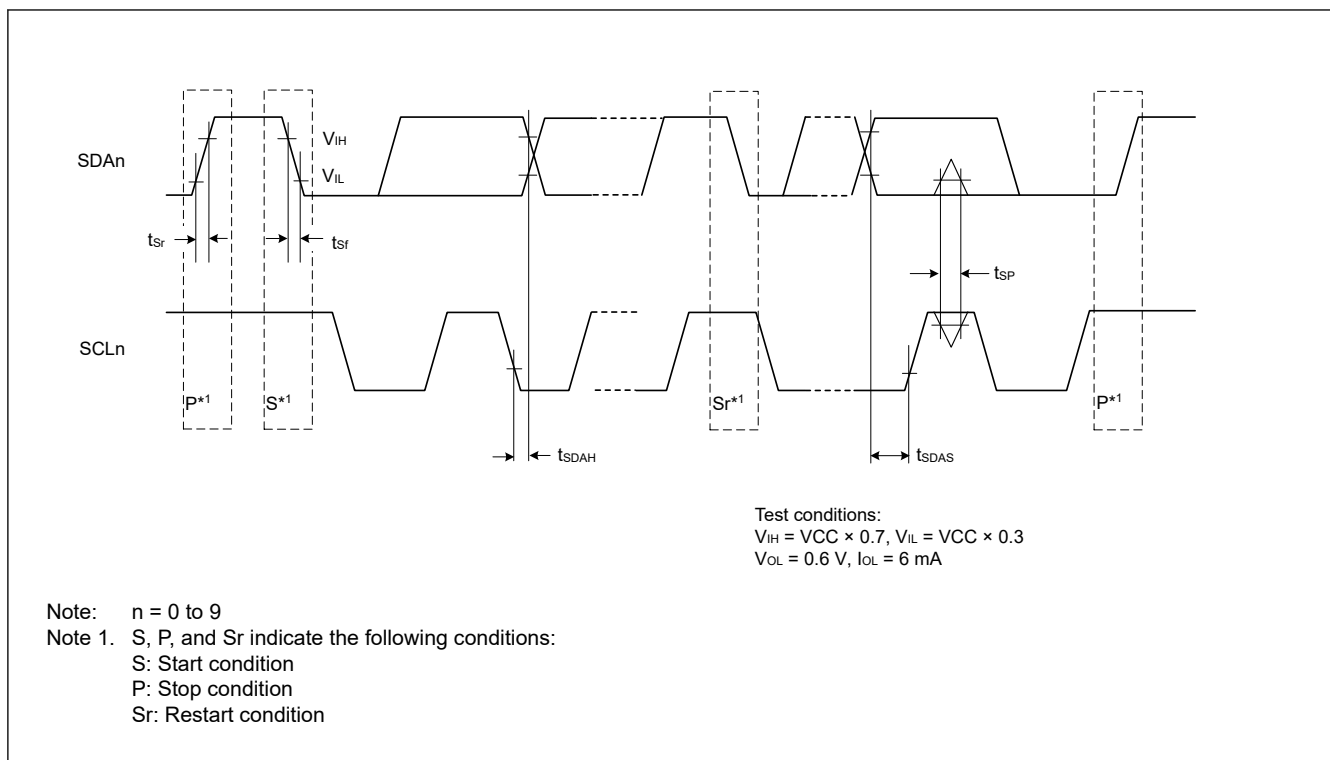 SDAn
VIH
VIL
tSr
tSf
tSP
SCLn
P*1
S*1
Sr*1
P*1
tSDAH
tSDAS
Test conditions:
VIH = VCC × 0.7, VIL = VCC × 0.3
VOL = 0.6 V, IOL = 6 mA
Note: n = 0 to 9
Note 1. S, P, and Sr indicate the following conditions:
S: Start condition
P: Stop condition
Sr: Restart condition